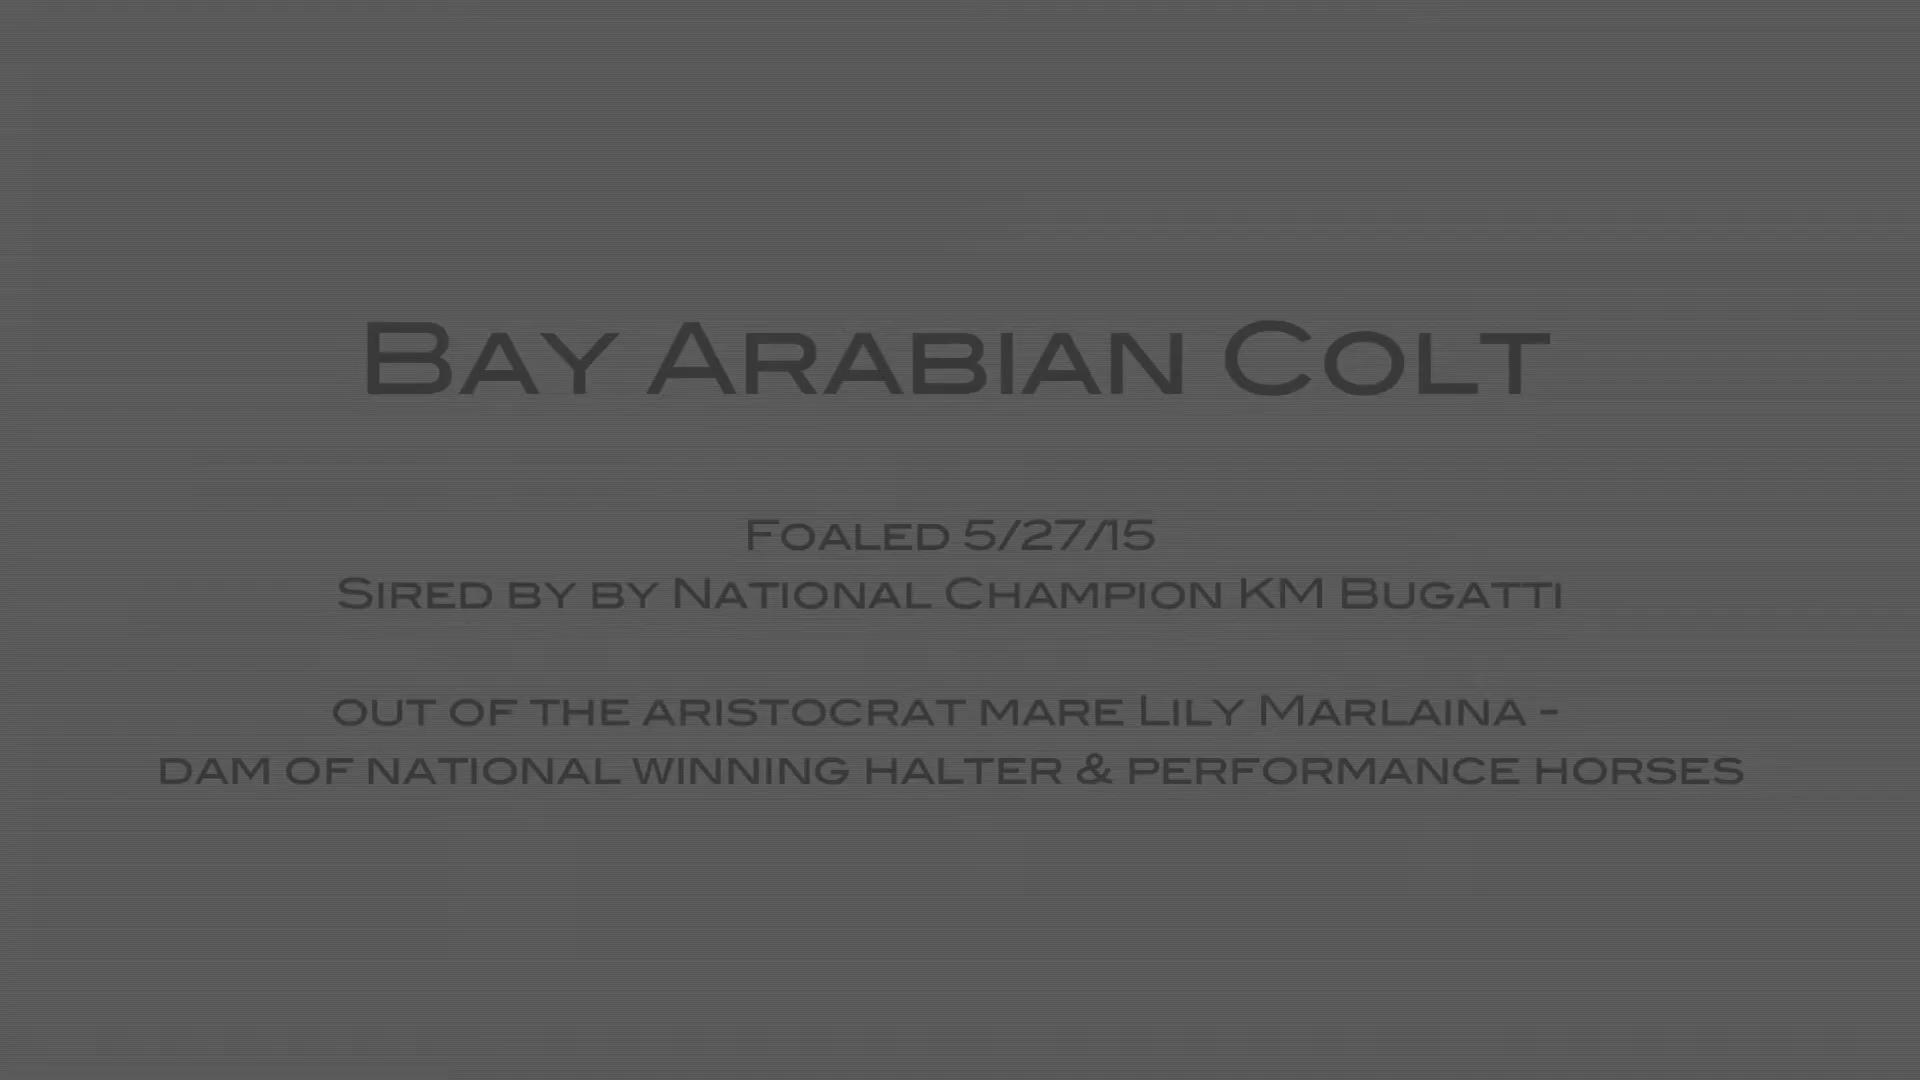 Bay Arabian Colt
Foaled 5/27/15
Sired by by National Champion KM Bugatti
out of the aristocrat mare Lily Marlaina -
dam of national winning halter & performance horses